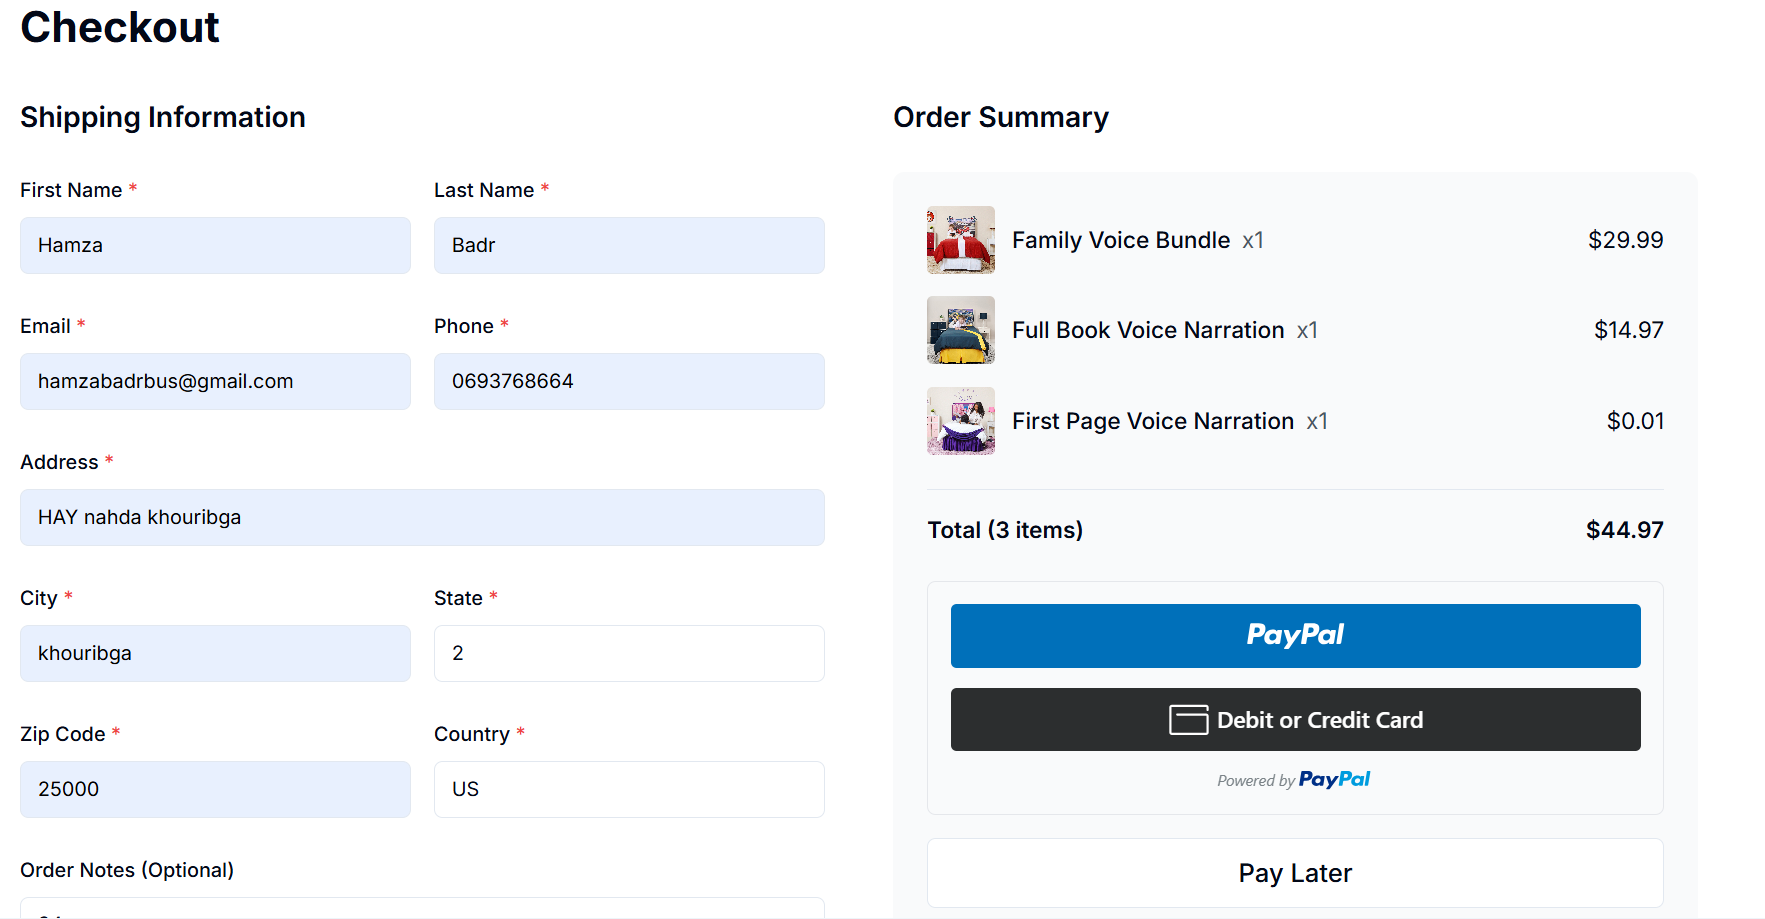 Checkout
Shipping Information
First Name *
Last Name *
Hamza
Badr
Email *
Phone *
hamzabadrbus@gmail.com
0693768664
Address *
HAY nahda khouribga
City *
State *
khouribga
2
Zip Code *
Country *
25000
US
Order Notes (Optional)
Order Summary
Family Voice Bundle x1 $29.99
Full Book Voice Narration x1 $14.97
First Page Voice Narration x1 $0.01
Total (3 items) $44.97
PayPal
Debit or Credit Card
Powered by PayPal
Pay Later